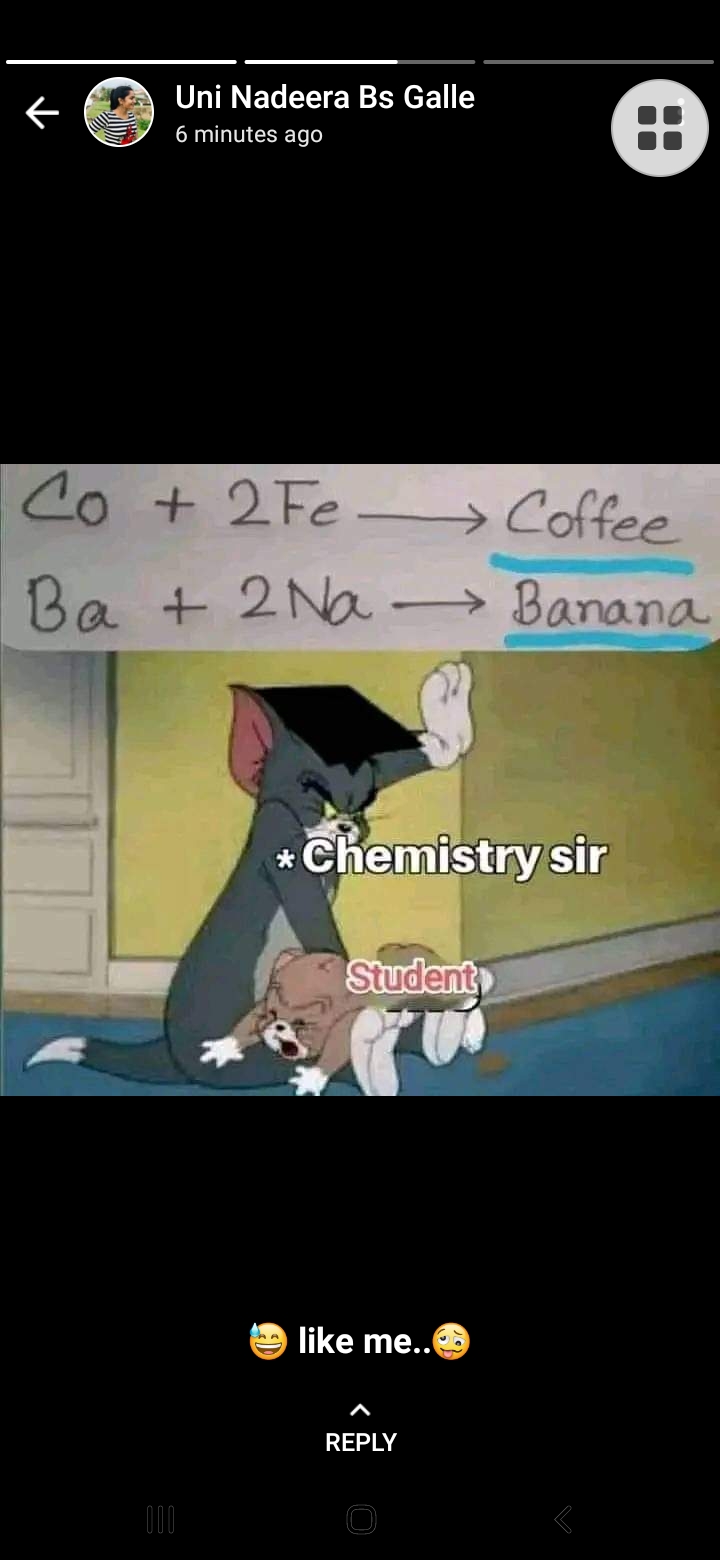 Uni Nadeera Bs Galle
6 minutes ago
Co + 2Fe ⟶ Coffee
Ba + 2Na ⟶ Banana
*Chemistry sir
Student
😅 like me..🥴
REPLY